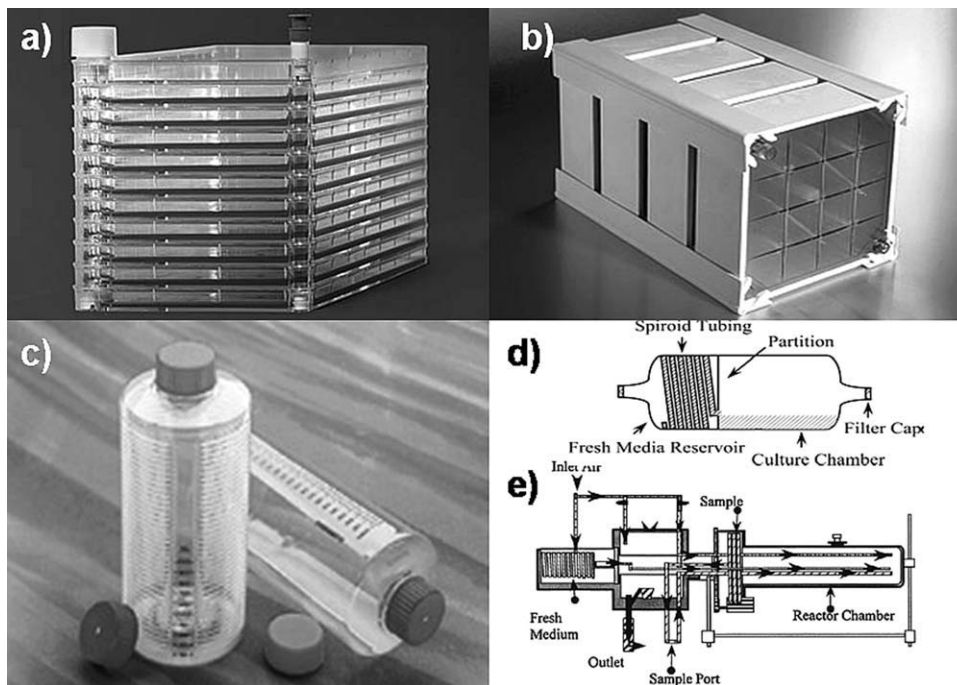 a)
b)
c)
d)
Spiroid Tubing
Partition
Fresh Media Reservoir
Filter Cap
Culture Chamber
e)
Inlet Air
Sample
Fresh
Medium
Reactor Chamber
Outlet
Sample Port